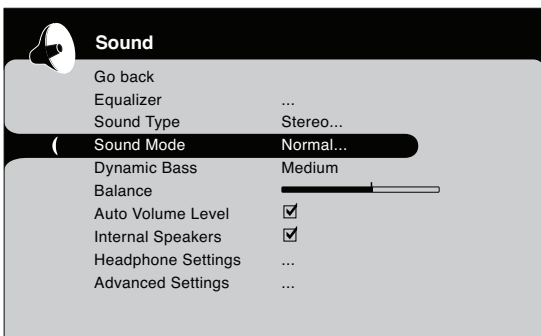 Sound
Go back
Equalizer ...
Sound Type Stereo...
Sound Mode Normal...
Dynamic Bass Medium
Balance
Auto Volume Level
Internal Speakers
Headphone Settings ...
Advanced Settings ...